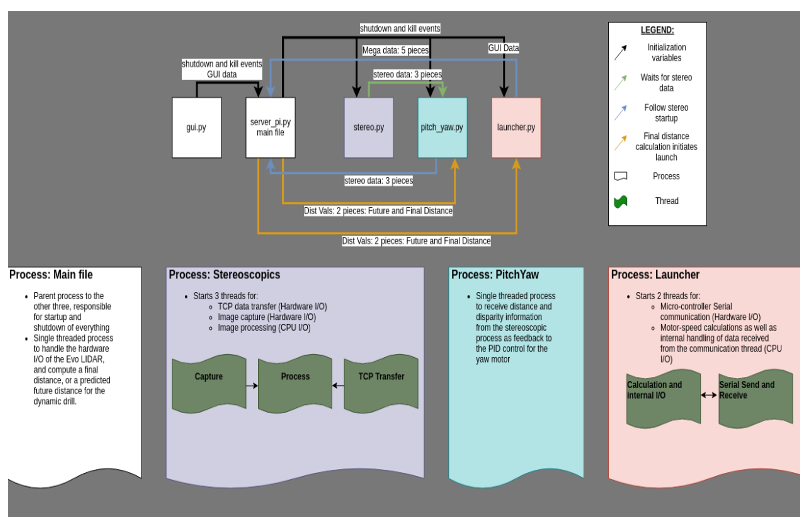 shutdown and kill events
Mega data: 5 pieces
GUI Data
shutdown and kill events
GUI data
stereo data: 3 pieces
gui.py
server_pi.py
main file
stereo.py
pitch_yaw.py
launcher.py
stereo data: 3 pieces
Dist Vals: 2 pieces: Future and Final Distance
Dist Vals: 2 pieces: Future and Final Distance
LEGEND:
Initialization
variables
Waits for stereo
data
Follow stereo
startup
Final distance
calculation initiates
launch
Process
Thread
Process: Main file
• Parent process to the
other three, responsible
for startup and
shutdown of everything
• Single threaded process
to handle the hardware
I/O of the Evo LIDAR,
and compute a final
distance, or a predicted
future distance for the
dynamic drill.
Process: Stereoscopics
• Starts 3 threads for:
○ TCP data transfer (Hardware I/O)
○ Image capture (Hardware I/O)
○ Image processing (CPU I/O)
Capture
Process
TCP Transfer
Process: PitchYaw
• Single threaded process
to receive distance and
disparity information
from the stereoscopic
process as feedback to
the PID control for the
yaw motor
Process: Launcher
• Starts 2 threads for:
○ Micro-controller Serial
communication (Hardware I/O)
○ Motor-speed calculations as well as
internal handling of data received
from the communication thread (CPU
I/O)
Calculation and
internal I/O
Serial Send and
Receive